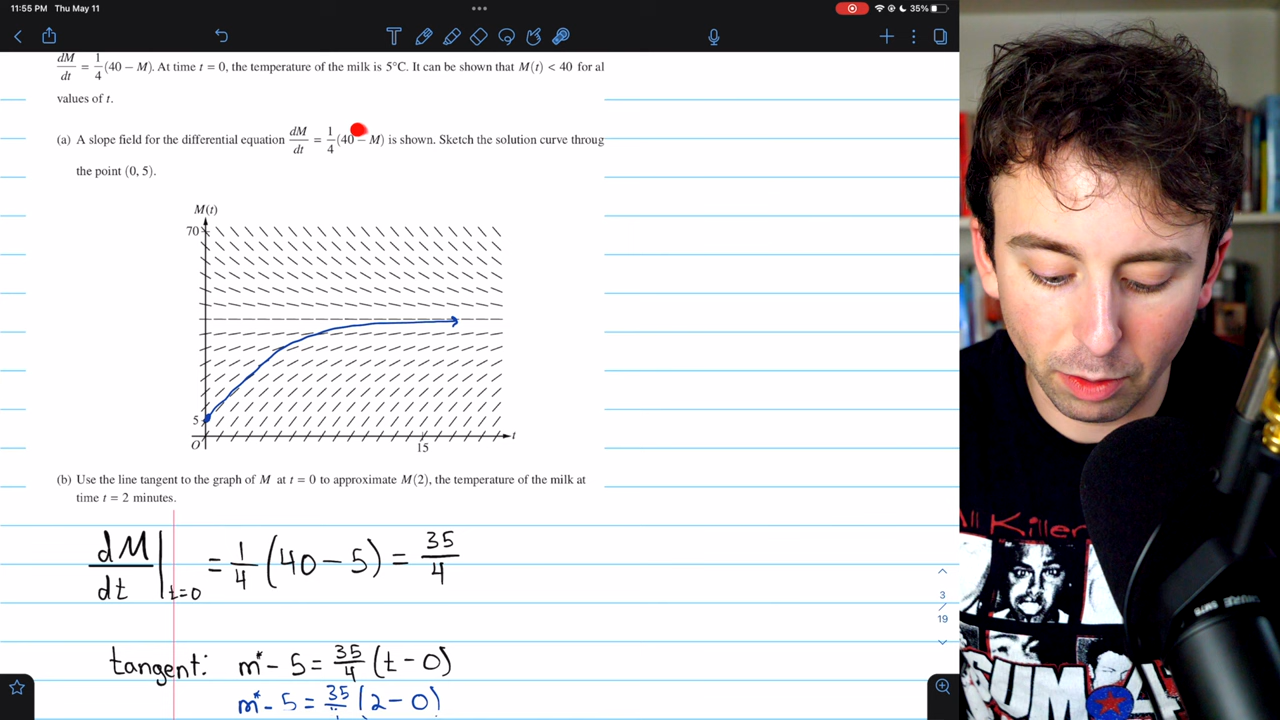 11:55 PM Thu May 11
35%
dM/dt = 1/4 (40 − M). At time t = 0, the temperature of the milk is 5°C. It can be shown that M(t) < 40 for al
values of t.
(a) A slope field for the differential equation dM/dt = 1/4 (40 − M) is shown. Sketch the solution curve throug
the point (0, 5).
M(t)
70
5
O
15
t
(b) Use the line tangent to the graph of M at t = 0 to approximate M(2), the temperature of the milk at
time t = 2 minutes.
dM/dt |t=0 = 1/4 (40 − 5) = 35/4
3
/
19
tangent: m* - 5 = 35/4 (t − 0)
m* - 5 = 35/4 (2 − 0)
All Killer
SUM 41